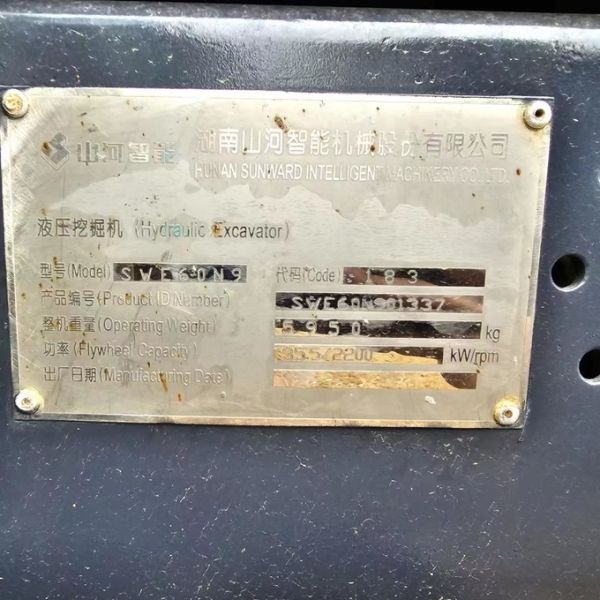 山河智能 湖南山河智能机械股份有限公司
HUNAN SUNWARD INTELLIGENT MACHINERY CO.,LTD.
液压挖掘机 (Hydraulic Excavator)
型号(Model) SWE60N9 代码(Code) 183
产品编号(Product ID Number)
整机重量(Operating Weight) 5950 kg
功率(Flywheel Capacity) 35.5/2200 kW/rpm
出厂日期(Manufacturing Date)